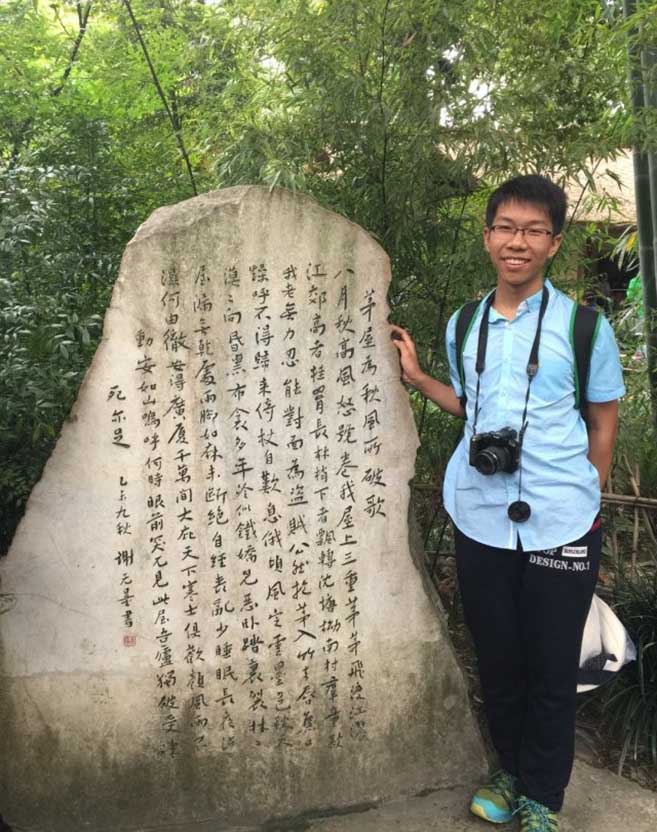 茅屋為秋風所破歌
八月秋高風怒號卷我屋上三重茅茅飛渡江灑
江郊高者挂罥長林梢下者飄轉沈塘坳南村羣童欺
我老無力忍能對面為盜賊公然抱茅入竹去唇蕉口
燥呼不得歸來倚杖自歎息俄頃風定雲墨色秋天
漠々向昏黑布衾多年冷似鐵嬌兒惡卧踏裏裂牀々
屋漏無乾處雨腳如麻未斷絕自經喪亂少睡眠長夜沾
濕何由徹安得廣廈千萬間大庇天下寒士俱歡顏風雨不
動安如山嗚呼何時眼前突兀見此屋吾廬獨破受凍
死亦足
乙未九秋 謝无量書
DESIGN-NO.1